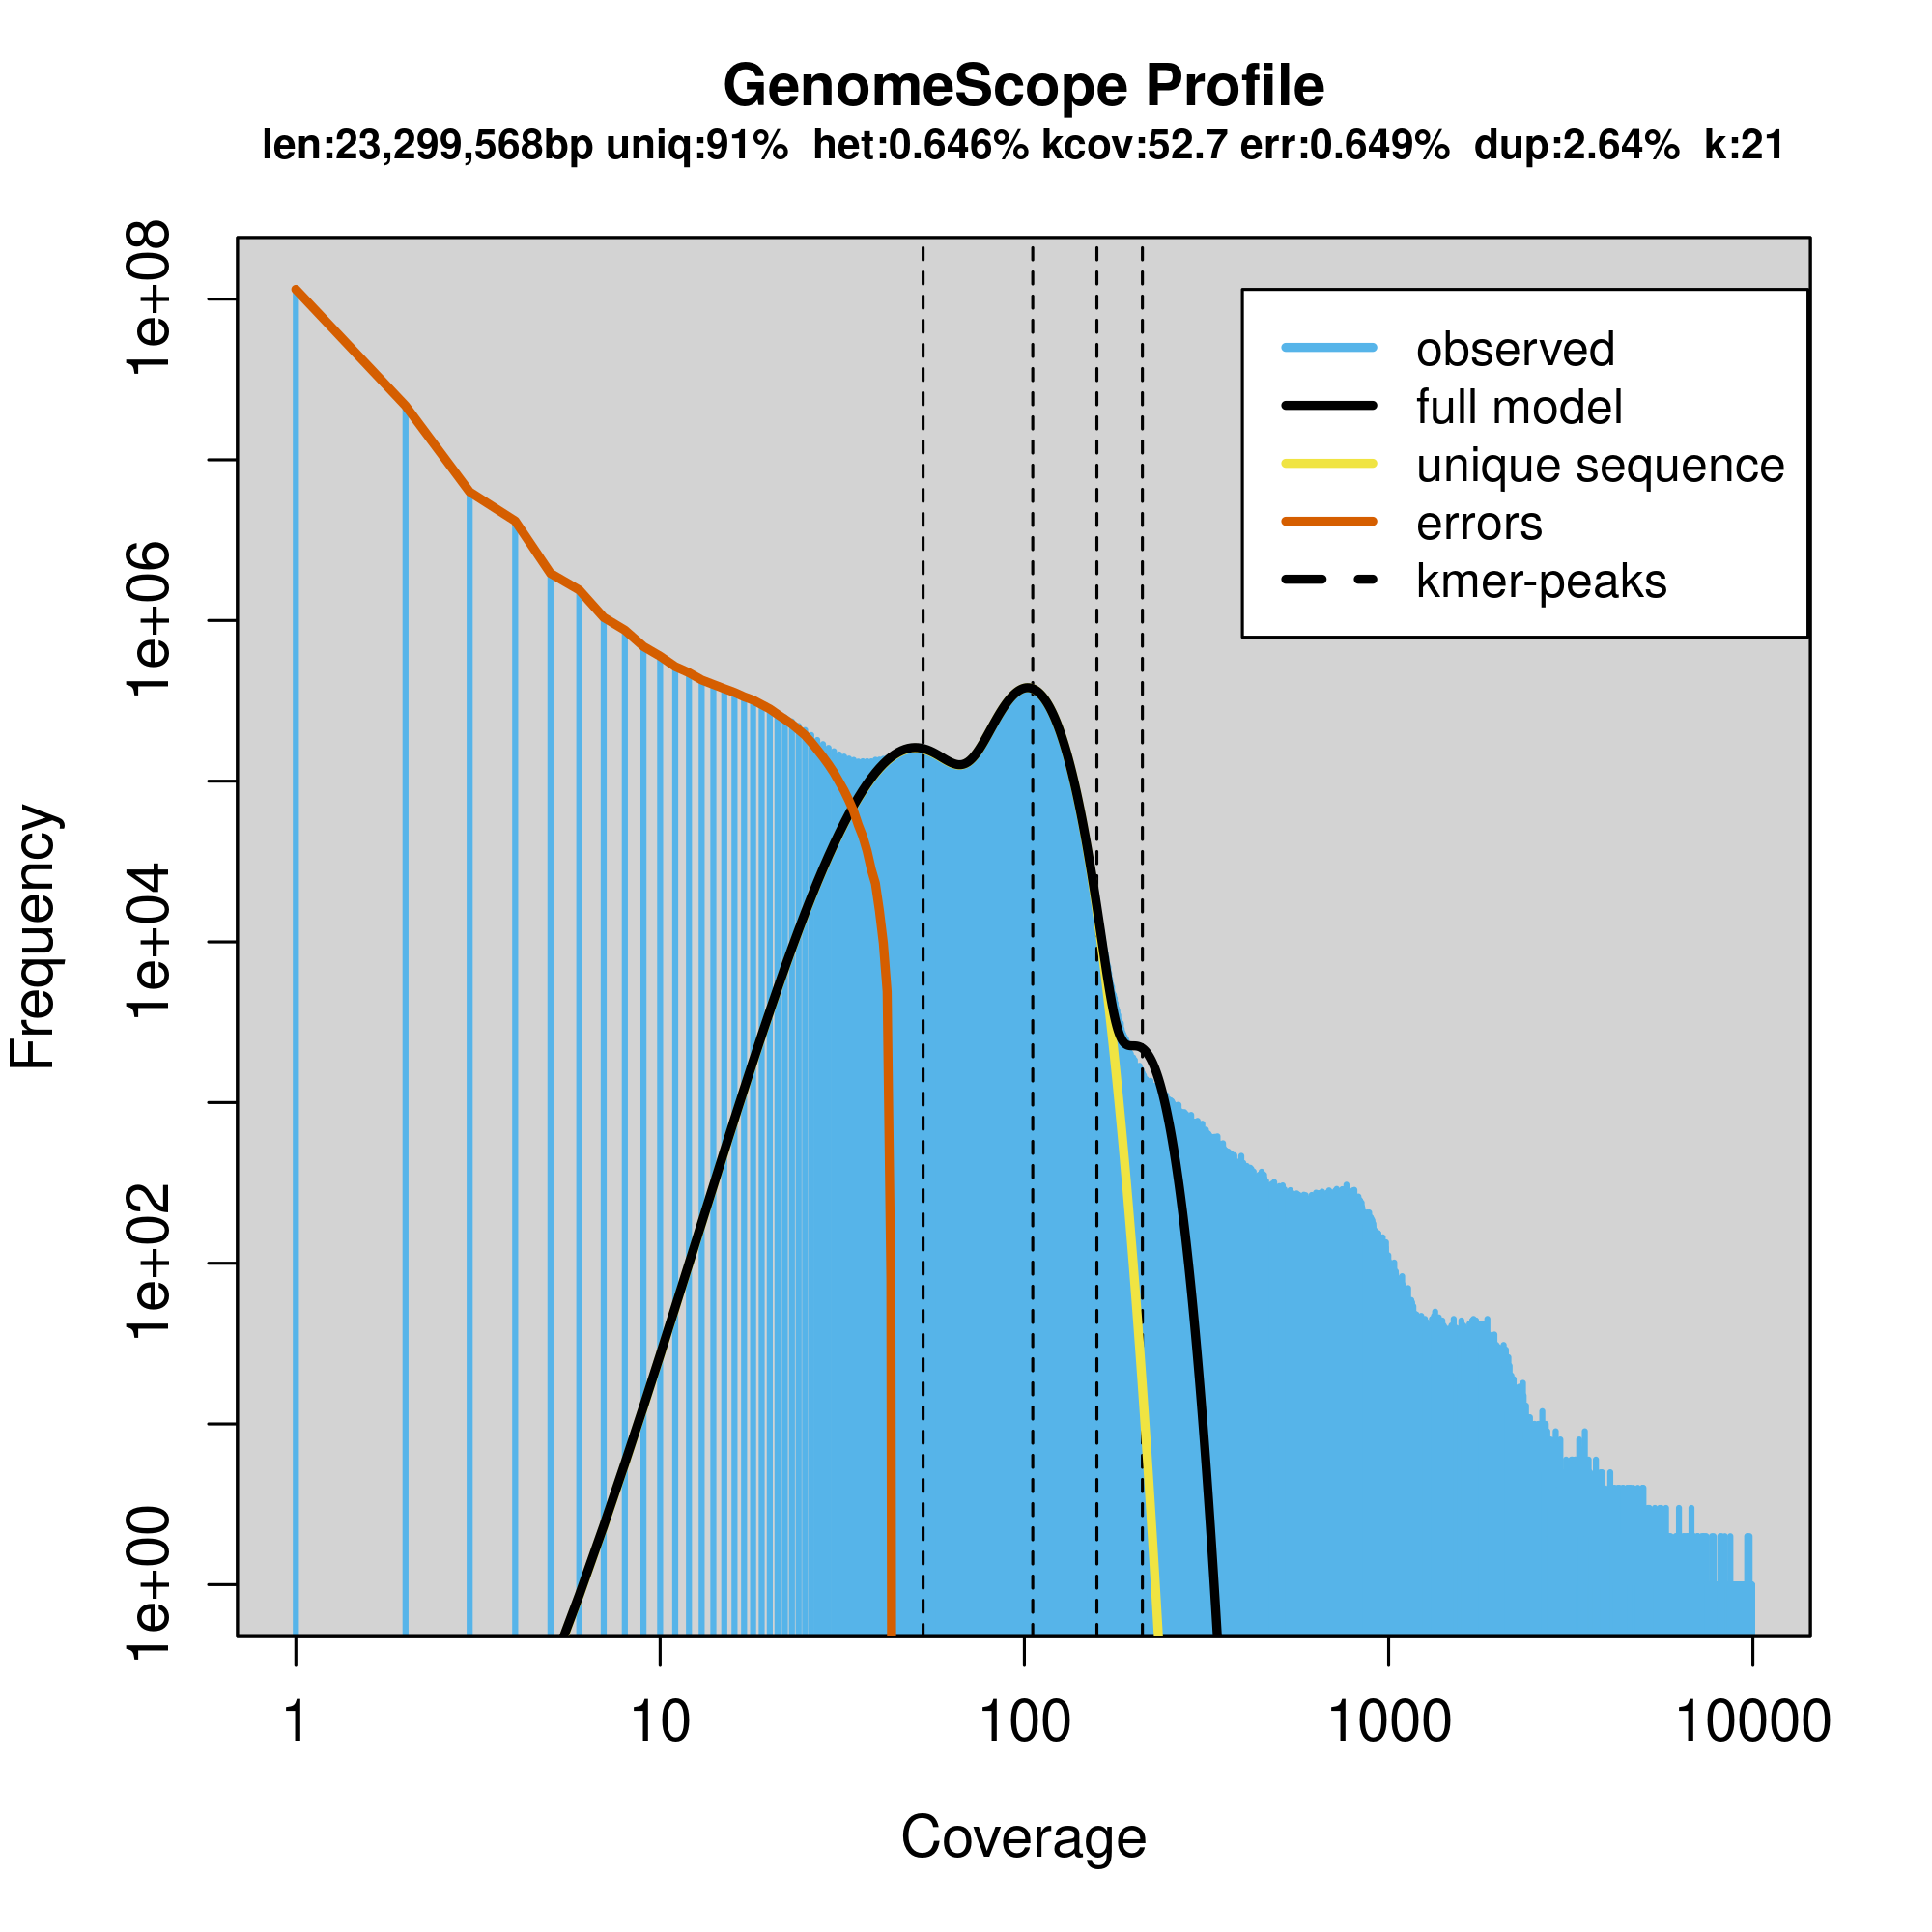 GenomeScope Profile
len:23,299,568bp uniq:91% het:0.646% kcov:52.7 err:0.649% dup:2.64% k:21
observed
full model
unique sequence
errors
kmer-peaks
Frequency
1e+08
1e+06
1e+04
1e+02
1e+00
1 10 100 1000 10000
Coverage